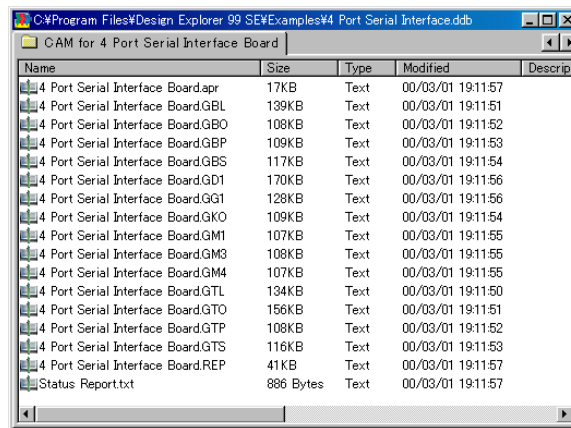 C:¥Program Files¥Design Explorer 99 SE¥Examples¥4 Port Serial Interface.ddb
CAM for 4 Port Serial Interface Board
Name Size Type Modified Descrip
4 Port Serial Interface Board.apr 17KB Text 00/03/01 19:11:57
4 Port Serial Interface Board.GBL 139KB Text 00/03/01 19:11:51
4 Port Serial Interface Board.GBO 108KB Text 00/03/01 19:11:52
4 Port Serial Interface Board.GBP 109KB Text 00/03/01 19:11:53
4 Port Serial Interface Board.GBS 117KB Text 00/03/01 19:11:54
4 Port Serial Interface Board.GD1 170KB Text 00/03/01 19:11:56
4 Port Serial Interface Board.GG1 128KB Text 00/03/01 19:11:56
4 Port Serial Interface Board.GKO 109KB Text 00/03/01 19:11:54
4 Port Serial Interface Board.GM1 107KB Text 00/03/01 19:11:55
4 Port Serial Interface Board.GM3 108KB Text 00/03/01 19:11:55
4 Port Serial Interface Board.GM4 107KB Text 00/03/01 19:11:55
4 Port Serial Interface Board.GTL 134KB Text 00/03/01 19:11:50
4 Port Serial Interface Board.GTO 156KB Text 00/03/01 19:11:51
4 Port Serial Interface Board.GTP 108KB Text 00/03/01 19:11:52
4 Port Serial Interface Board.GTS 116KB Text 00/03/01 19:11:53
4 Port Serial Interface Board.REP 41KB Text 00/03/01 19:11:57
Status Report.txt 886 Bytes Text 00/03/01 19:11:57